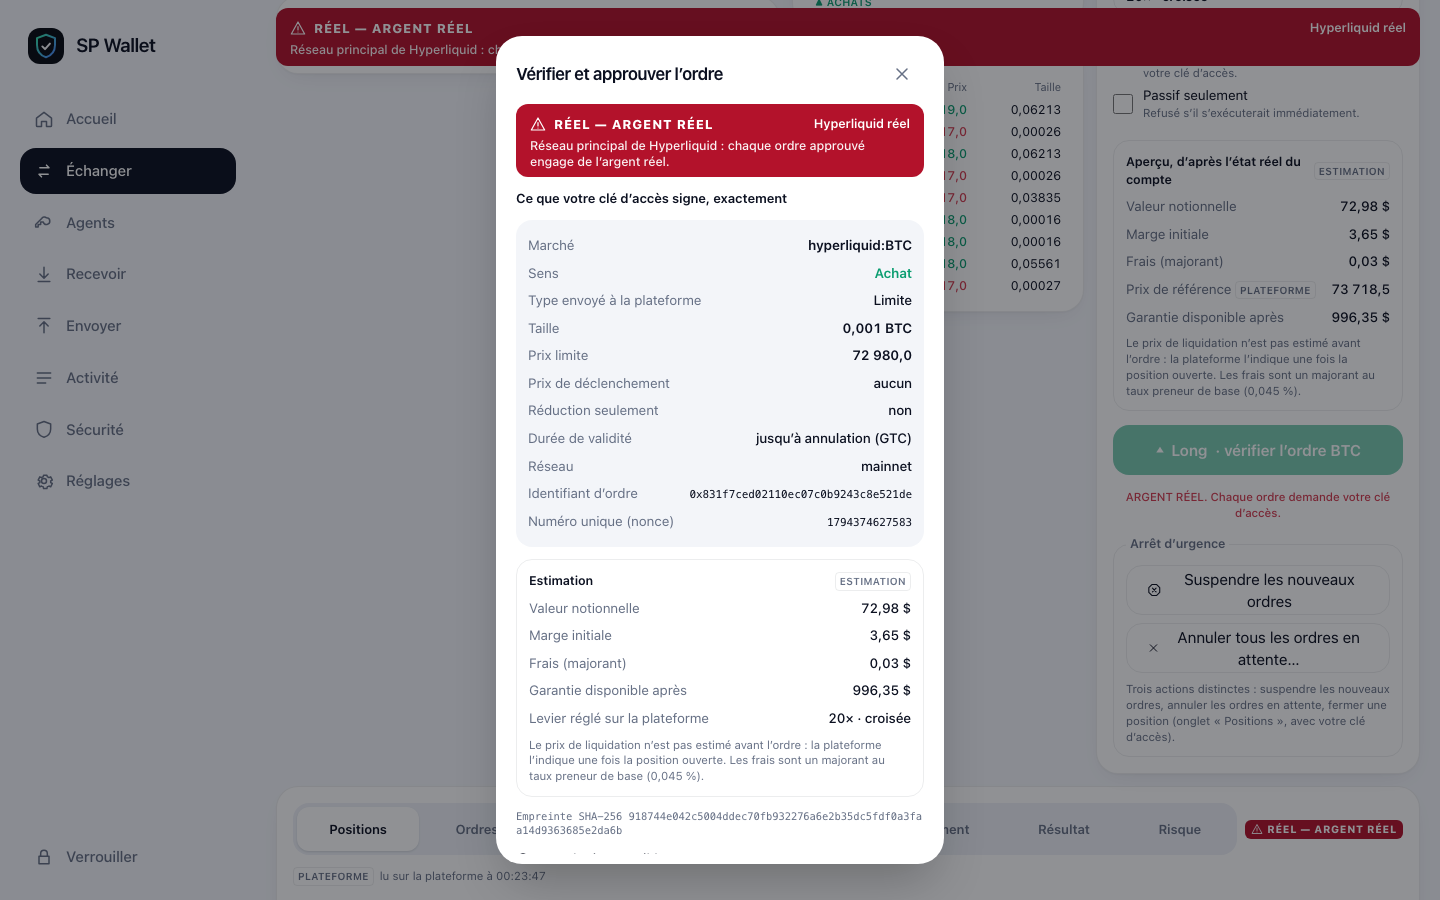 SP Wallet
Accueil
Échanger
Agents
Recevoir
Envoyer
Activité
Sécurité
Réglages
Verrouiller
▲ ACHATS
RÉEL — ARGENT RÉEL
Hyperliquid réel
Réseau principal de Hyperliquid : ch
Prix
Taille
0,06213
0,00026
0,06213
0,00026
0,03835
0,00016
0,00016
0,05561
0,00027
Vérifier et approuver l’ordre
RÉEL — ARGENT RÉEL
Hyperliquid réel
Réseau principal de Hyperliquid : chaque ordre approuvé
engage de l’argent réel.
Ce que votre clé d’accès signe, exactement
Marché hyperliquid:BTC
Sens Achat
Type envoyé à la plateforme Limite
Taille 0,001 BTC
Prix limite 72 980,0
Prix de déclenchement aucun
Réduction seulement non
Durée de validité jusqu’à annulation (GTC)
Réseau mainnet
Identifiant d’ordre 0x831f7ced02110ec07c0b9243c8e521de
Numéro unique (nonce) 1794374627583
Estimation ESTIMATION
Valeur notionnelle 72,98 $
Marge initiale 3,65 $
Frais (majorant) 0,03 $
Garantie disponible après 996,35 $
Levier réglé sur la plateforme 20× · croisée
Le prix de liquidation n’est pas estimé avant l’ordre : la plateforme
l’indique une fois la position ouverte. Les frais sont un majorant au
taux preneur de base (0,045 %).
Empreinte SHA-256 918744e042c5004ddec70fb932276a6e2b35dc5fdf0a3fa
a14d9363685e2da6b
votre clé d’accès.
Passif seulement
Refusé s’il s’exécuterait immédiatement.
Aperçu, d’après l’état réel du
compte
ESTIMATION
Valeur notionnelle 72,98 $
Marge initiale 3,65 $
Frais (majorant) 0,03 $
Prix de référence PLATEFORME 73 718,5
Garantie disponible après 996,35 $
Le prix de liquidation n’est pas estimé avant
l’ordre : la plateforme l’indique une fois la
position ouverte. Les frais sont un majorant au
taux preneur de base (0,045 %).
▲ Long · vérifier l’ordre BTC
ARGENT RÉEL. Chaque ordre demande votre clé
d’accès.
Arrêt d’urgence
Suspendre les nouveaux
ordres
Annuler tous les ordres en
attente…
Trois actions distinctes : suspendre les nouveaux
ordres, annuler les ordres en attente, fermer une
position (onglet « Positions », avec votre clé
d’accès).
Positions
Ordres
Résultat
Risque
RÉEL — ARGENT RÉEL
PLATEFORME lu sur la plateforme à 00:23:47